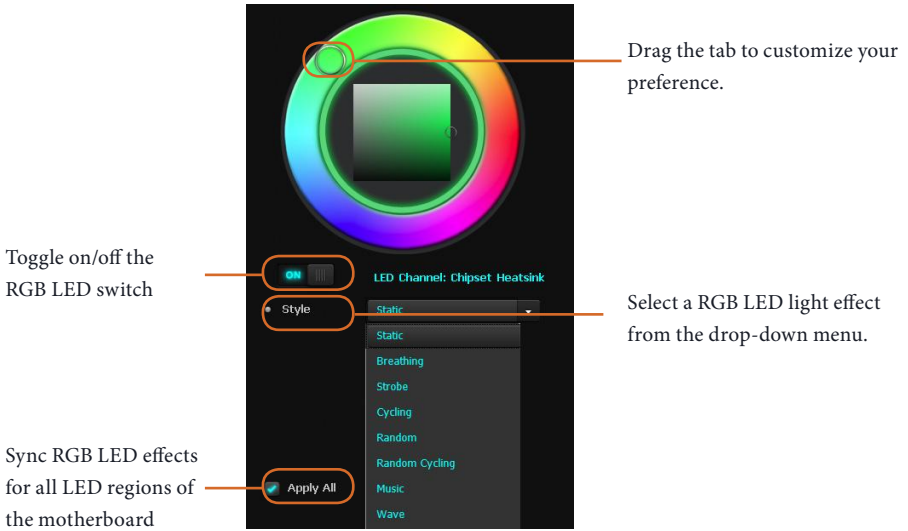 Drag the tab to customize your
preference.
Toggle on/off the
RGB LED switch
ON
LED Channel: Chipset Heatsink
Style
Static
Select a RGB LED light effect
from the drop-down menu.
Static
Breathing
Strobe
Cycling
Random
Random Cycling
Music
Wave
Sync RGB LED effects
for all LED regions of
the motherboard
Apply All